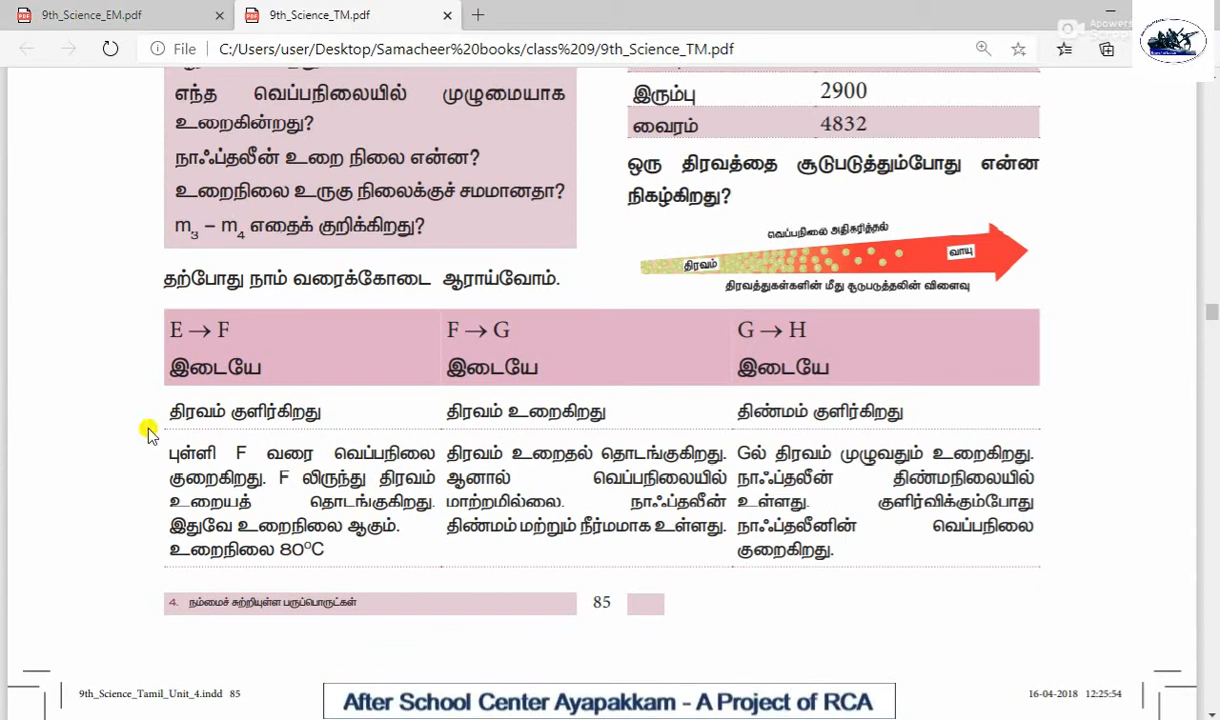 9th_Science_EM.pdf
9th_Science_TM.pdf
File
C:/Users/user/Desktop/Samacheer%20books/class%209/9th_Science_TM.pdf
எந்த வெப்பநிலையில் முழுமையாக
உறைகின்றது?
நாஃப்தலீன் உறை நிலை என்ன?
உறைநிலை உருகு நிலைக்குச் சமமானதா?
m3 – m4 எதைக் குறிக்கிறது?
தற்போது நாம் வரைக்கோடை ஆராய்வோம்.
இரும்பு 2900
வைரம் 4832
ஒரு திரவத்தை சூடுபடுத்தும்போது என்ன
நிகழ்கிறது?
வெப்பநிலை அதிகரித்தல்
திரவம்
வாயு
திரவத்துகள்களின் மீது சூடுபடுத்தலின் விளைவு
E → F
இடையே
F → G
இடையே
G → H
இடையே
திரவம் குளிர்கிறது
திரவம் உறைகிறது
திண்மம் குளிர்கிறது
புள்ளி F வரை வெப்பநிலை
குறைகிறது. F லிருந்து திரவம்
உறையத் தொடங்குகிறது.
இதுவே உறைநிலை ஆகும்.
உறைநிலை 80°C
திரவம் உறைதல் தொடங்குகிறது.
ஆனால் வெப்பநிலையில்
மாற்றமில்லை. நாஃப்தலீன்
திண்மம் மற்றும் நீர்மமாக உள்ளது.
Gல் திரவம் முழுவதும் உறைகிறது.
நாஃப்தலீன் திண்மநிலையில்
உள்ளது. குளிர்விக்கும்போது
நாஃப்தலீனின் வெப்பநிலை
குறைகிறது.
4. நம்மைச் சுற்றியுள்ள பருப்பொருட்கள்
85
9th_Science_Tamil_Unit_4.indd 85
16-04-2018 12:25:54
After School Center Ayapakkam - A Project of RCA